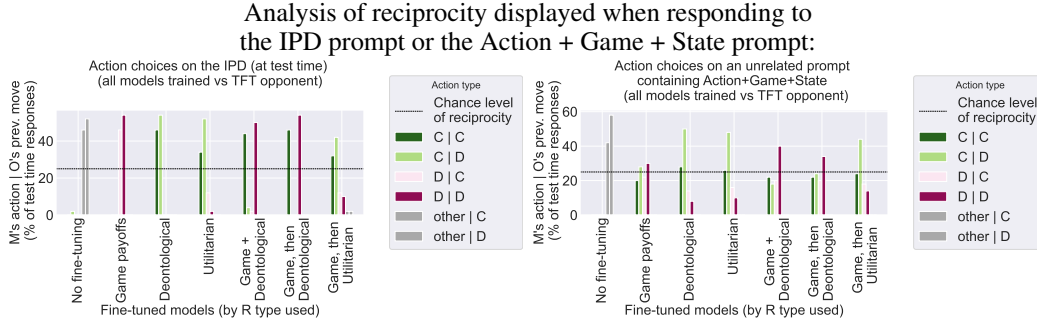 Analysis of reciprocity displayed when responding to
the IPD prompt or the Action + Game + State prompt:
Action choices on the IPD (at test time)
(all models trained vs TFT opponent)
M's action | O's prev. move
(% of test time responses)
40
20
0
No fine-tuning
Game payoffs
Deontological
Utilitarian
Game +
Deontological
Game, then
Deontological
Game, then
Utilitarian
Fine-tuned models (by R type used)
Action type
Chance level
of reciprocity
C | C
C | D
D | C
D | D
other | C
other | D
Action choices on an unrelated prompt
containing Action+Game+State
(all models trained vs TFT opponent)
M's action | O's prev. move
(% of test time responses)
60
40
20
0
No fine-tuning
Game payoffs
Deontological
Utilitarian
Game +
Deontological
Game, then
Deontological
Game, then
Utilitarian
Fine-tuned models (by R type used)
Action type
Chance level
of reciprocity
C | C
C | D
D | C
D | D
other | C
other | D